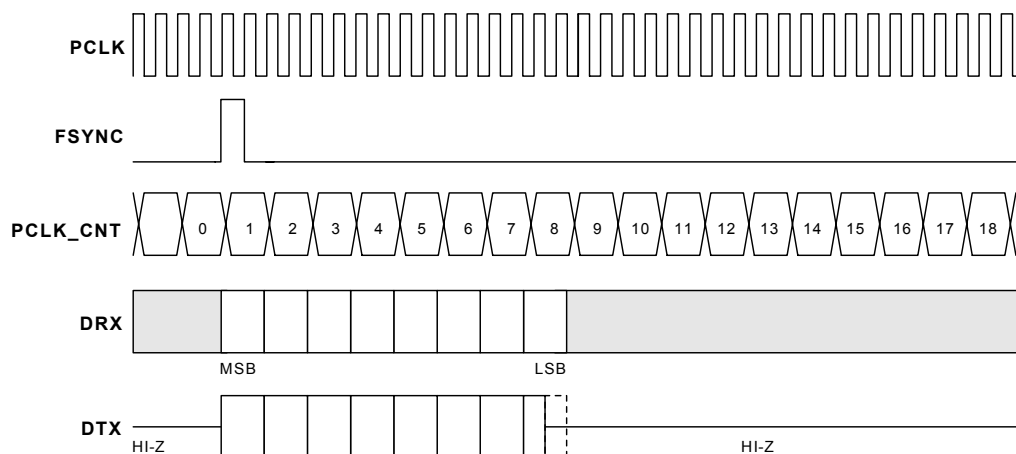 PCLK
FSYNC
PCLK_CNT 0 1 2 3 4 5 6 7 8 9 10 11 12 13 14 15 16 17 18
DRX
MSB LSB
DTX
HI-Z HI-Z